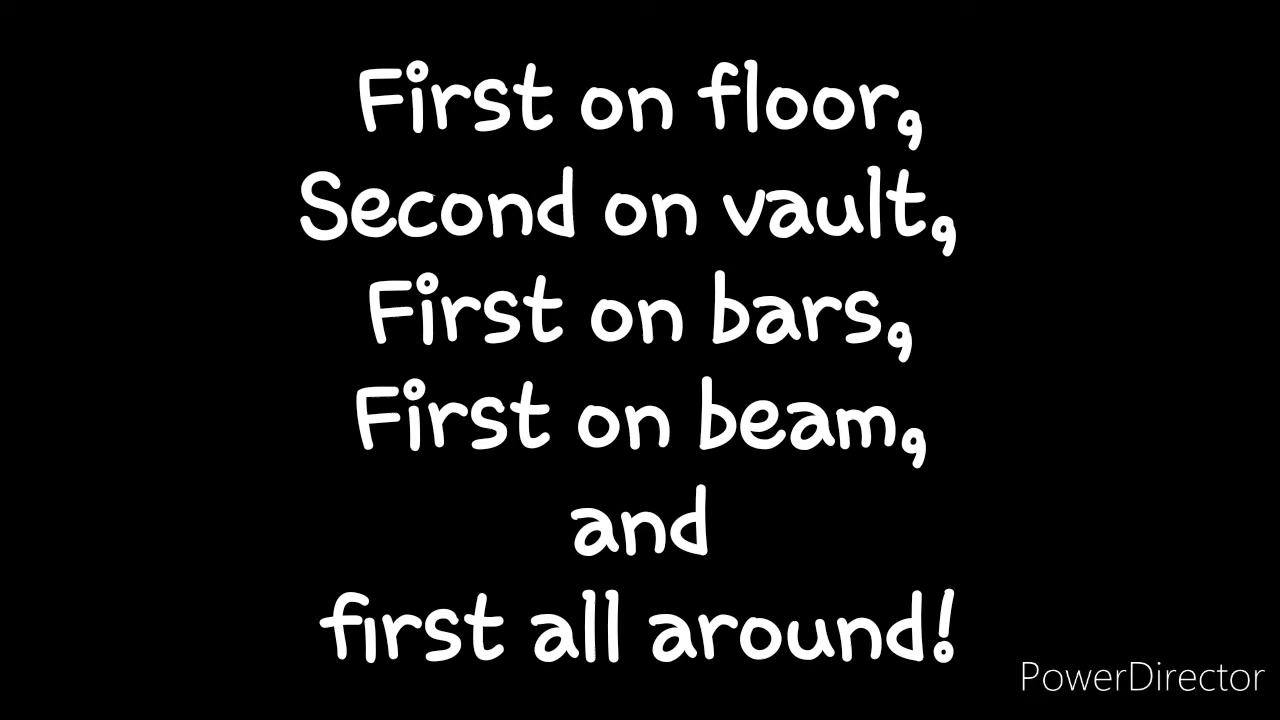 First on floor,
Second on vault,
First on bars,
First on beam,
and
first all around!
PowerDirector